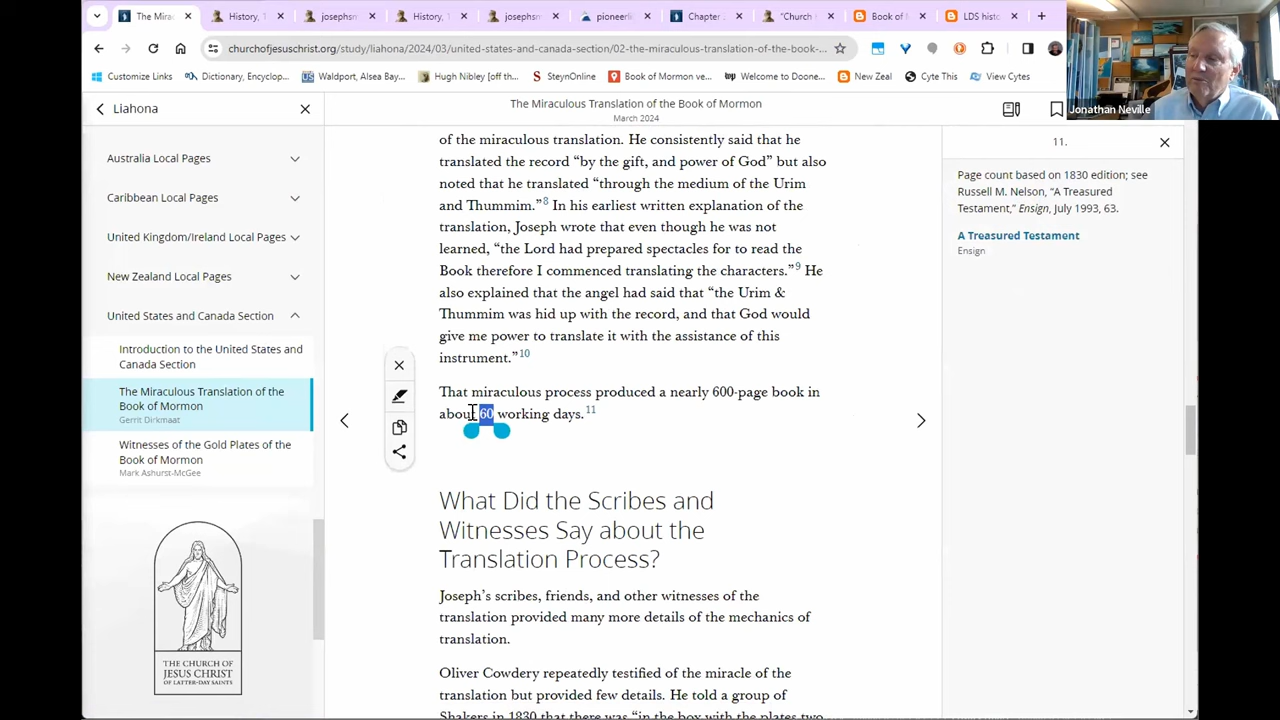 The Mirac
History,
josephsm
History,
josephsm
pioneerli
Chapter
"Church
Book of
LDS hist
churchofjesuschrist.org/study/liahona/2024/03/united-states-and-canada-section/02-the-miraculous-translation-of-the-book-...
Customize Links
Dictionary, Encyclop...
Waldport, Alsea Bay...
Hugh Nibley [off th...
SteynOnline
Book of Mormon ve...
Welcome to Doone...
New Zeal
Cyte This
View Cytes
Jonathan Neville
Liahona
The Miraculous Translation of the Book of Mormon
March 2024
Australia Local Pages
Caribbean Local Pages
United Kingdom/Ireland Local Pages
New Zealand Local Pages
United States and Canada Section
Introduction to the United States and
Canada Section
The Miraculous Translation of the
Book of Mormon
Gerrit Dirkmaat
Witnesses of the Gold Plates of the
Book of Mormon
Mark Ashurst-McGee
THE CHURCH OF
JESUS CHRIST
OF LATTER-DAY SAINTS
of the miraculous translation. He consistently said that he
translated the record “by the gift, and power of God” but also
noted that he translated “through the medium of the Urim
and Thummim.”8 In his earliest written explanation of the
translation, Joseph wrote that even though he was not
learned, “the Lord had prepared spectacles for to read the
Book therefore I commenced translating the characters.”9 He
also explained that the angel had said that “the Urim &
Thummim was hid up with the record, and that God would
give me power to translate it with the assistance of this
instrument.”10
That miraculous process produced a nearly 600-page book in
about 60 working days.11
What Did the Scribes and
Witnesses Say about the
Translation Process?
Joseph’s scribes, friends, and other witnesses of the
translation provided many more details of the mechanics of
translation.
Oliver Cowdery repeatedly testified of the miracle of the
translation but provided few details. He told a group of
Shakers in 1830 that there was “in the box with the plates two
11.
Page count based on 1830 edition; see
Russell M. Nelson, “A Treasured
Testament,” Ensign, July 1993, 63.
A Treasured Testament
Ensign